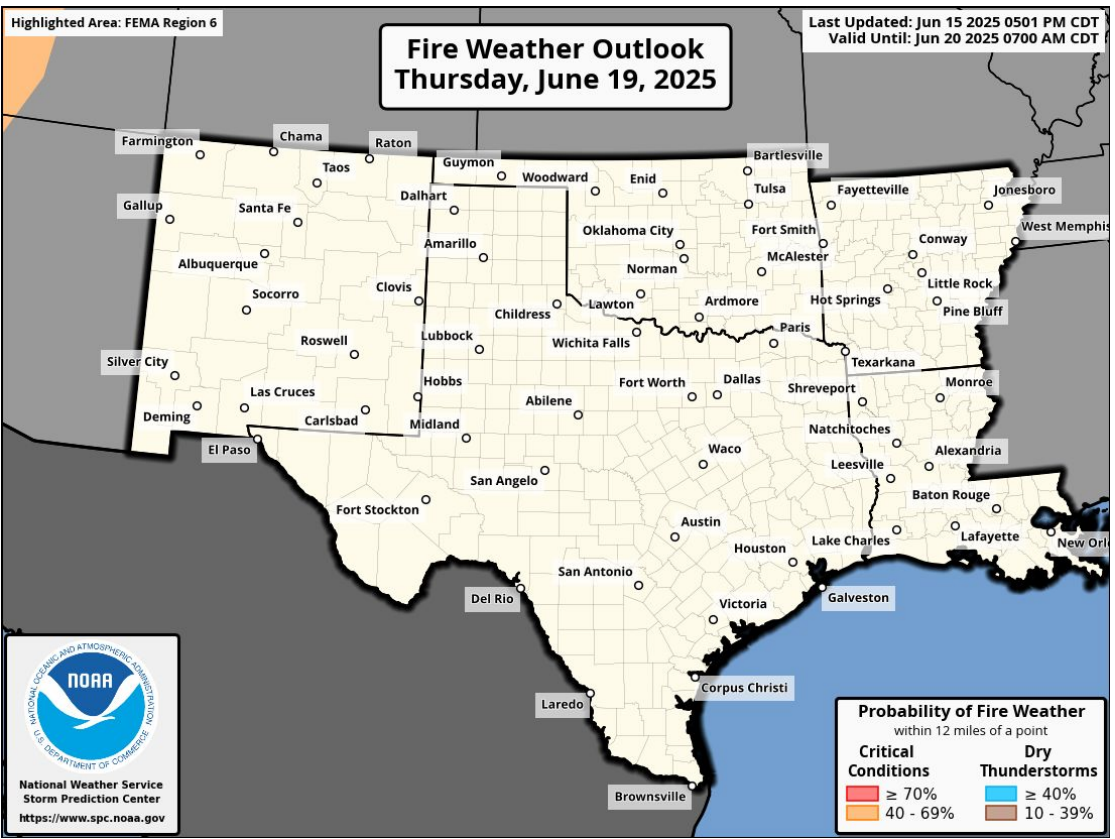 Highlighted Area: FEMA Region 6
Fire Weather Outlook
Thursday, June 19, 2025
Last Updated: Jun 15 2025 0501 PM CDT
Valid Until: Jun 20 2025 0700 AM CDT
Farmington
Chama
Raton
Guymon
Bartlesville
Taos
Woodward
Enid
Tulsa
Fayetteville
Jonesboro
Gallup
Santa Fe
Dalhart
West Memphis
Oklahoma City
Fort Smith
Conway
Albuquerque
Amarillo
Norman
McAlester
Little Rock
Socorro
Clovis
Childress
Lawton
Ardmore
Hot Springs
Pine Bluff
Roswell
Lubbock
Wichita Falls
Paris
Texarkana
Silver City
Las Cruces
Hobbs
Fort Worth
Dallas
Shreveport
Monroe
Deming
Carlsbad
Midland
Abilene
Natchitoches
El Paso
San Angelo
Waco
Leesville
Alexandria
Fort Stockton
Baton Rouge
Austin
Houston
Lake Charles
Lafayette
New Orl
San Antonio
Del Rio
Victoria
Galveston
Laredo
Corpus Christi
Brownsville
NATIONAL OCEANIC AND ATMOSPHERIC ADMINISTRATION
NOAA
U.S. DEPARTMENT OF COMMERCE
National Weather Service
Storm Prediction Center
https://www.spc.noaa.gov
Probability of Fire Weather
within 12 miles of a point
Critical Conditions
≥ 70%
40 - 69%
Dry Thunderstorms
≥ 40%
10 - 39%